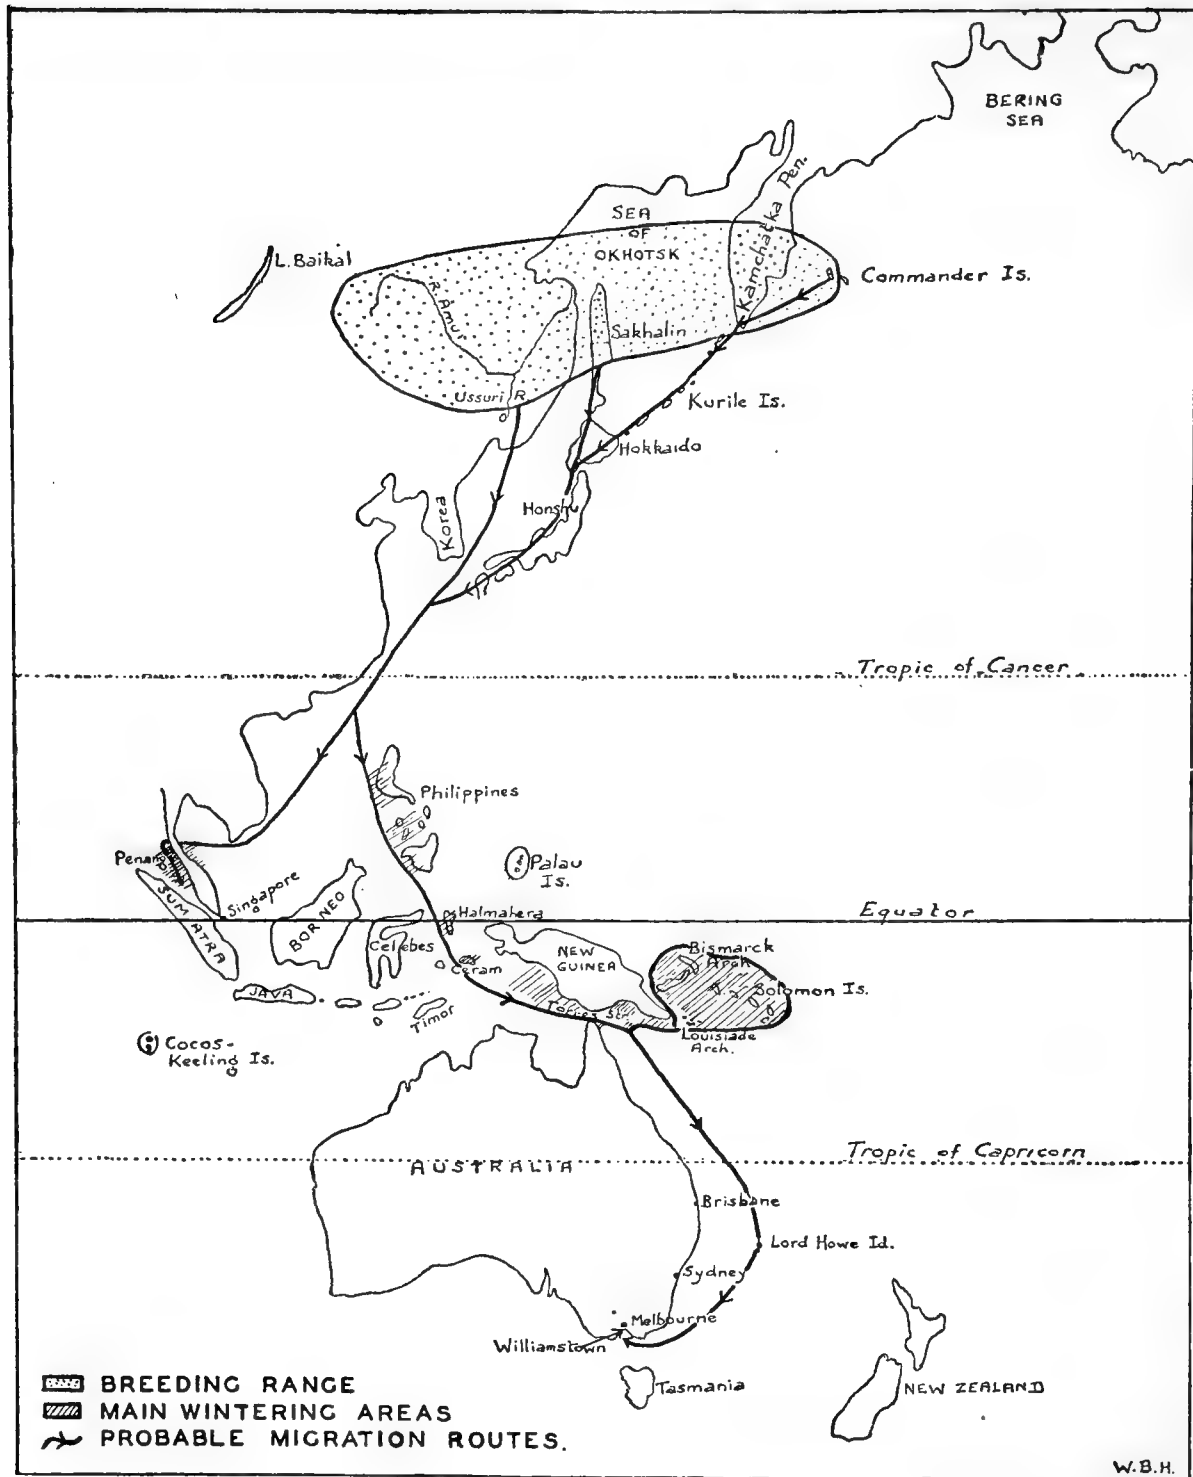 BERING
SEA
Kamchatka Pen.
SEA
OF
OKHOTSK
L. Baikal
Commander Is.
R. Amur
Sakhalin
Ussuri R.
Kurile Is.
Hokkaido
Korea
Honshu
Tropic of Cancer
Philippines
Penang
Palau
Is.
SUMATRA
Singapore
BORNEO
Halmahera
Equator
Celebes
Ceram
NEW
GUINEA
Bismarck
Arch.
Solomon Is.
JAVA
Timor
Torres St.
Louisiade
Arch.
Cocos-
Keeling Is.
Tropic of Capricorn
AUSTRALIA
Brisbane
Lord Howe Id.
Sydney
Melbourne
Williamstown
Tasmania
NEW ZEALAND
BREEDING RANGE
MAIN WINTERING AREAS
PROBABLE MIGRATION ROUTES.
W.B.H.